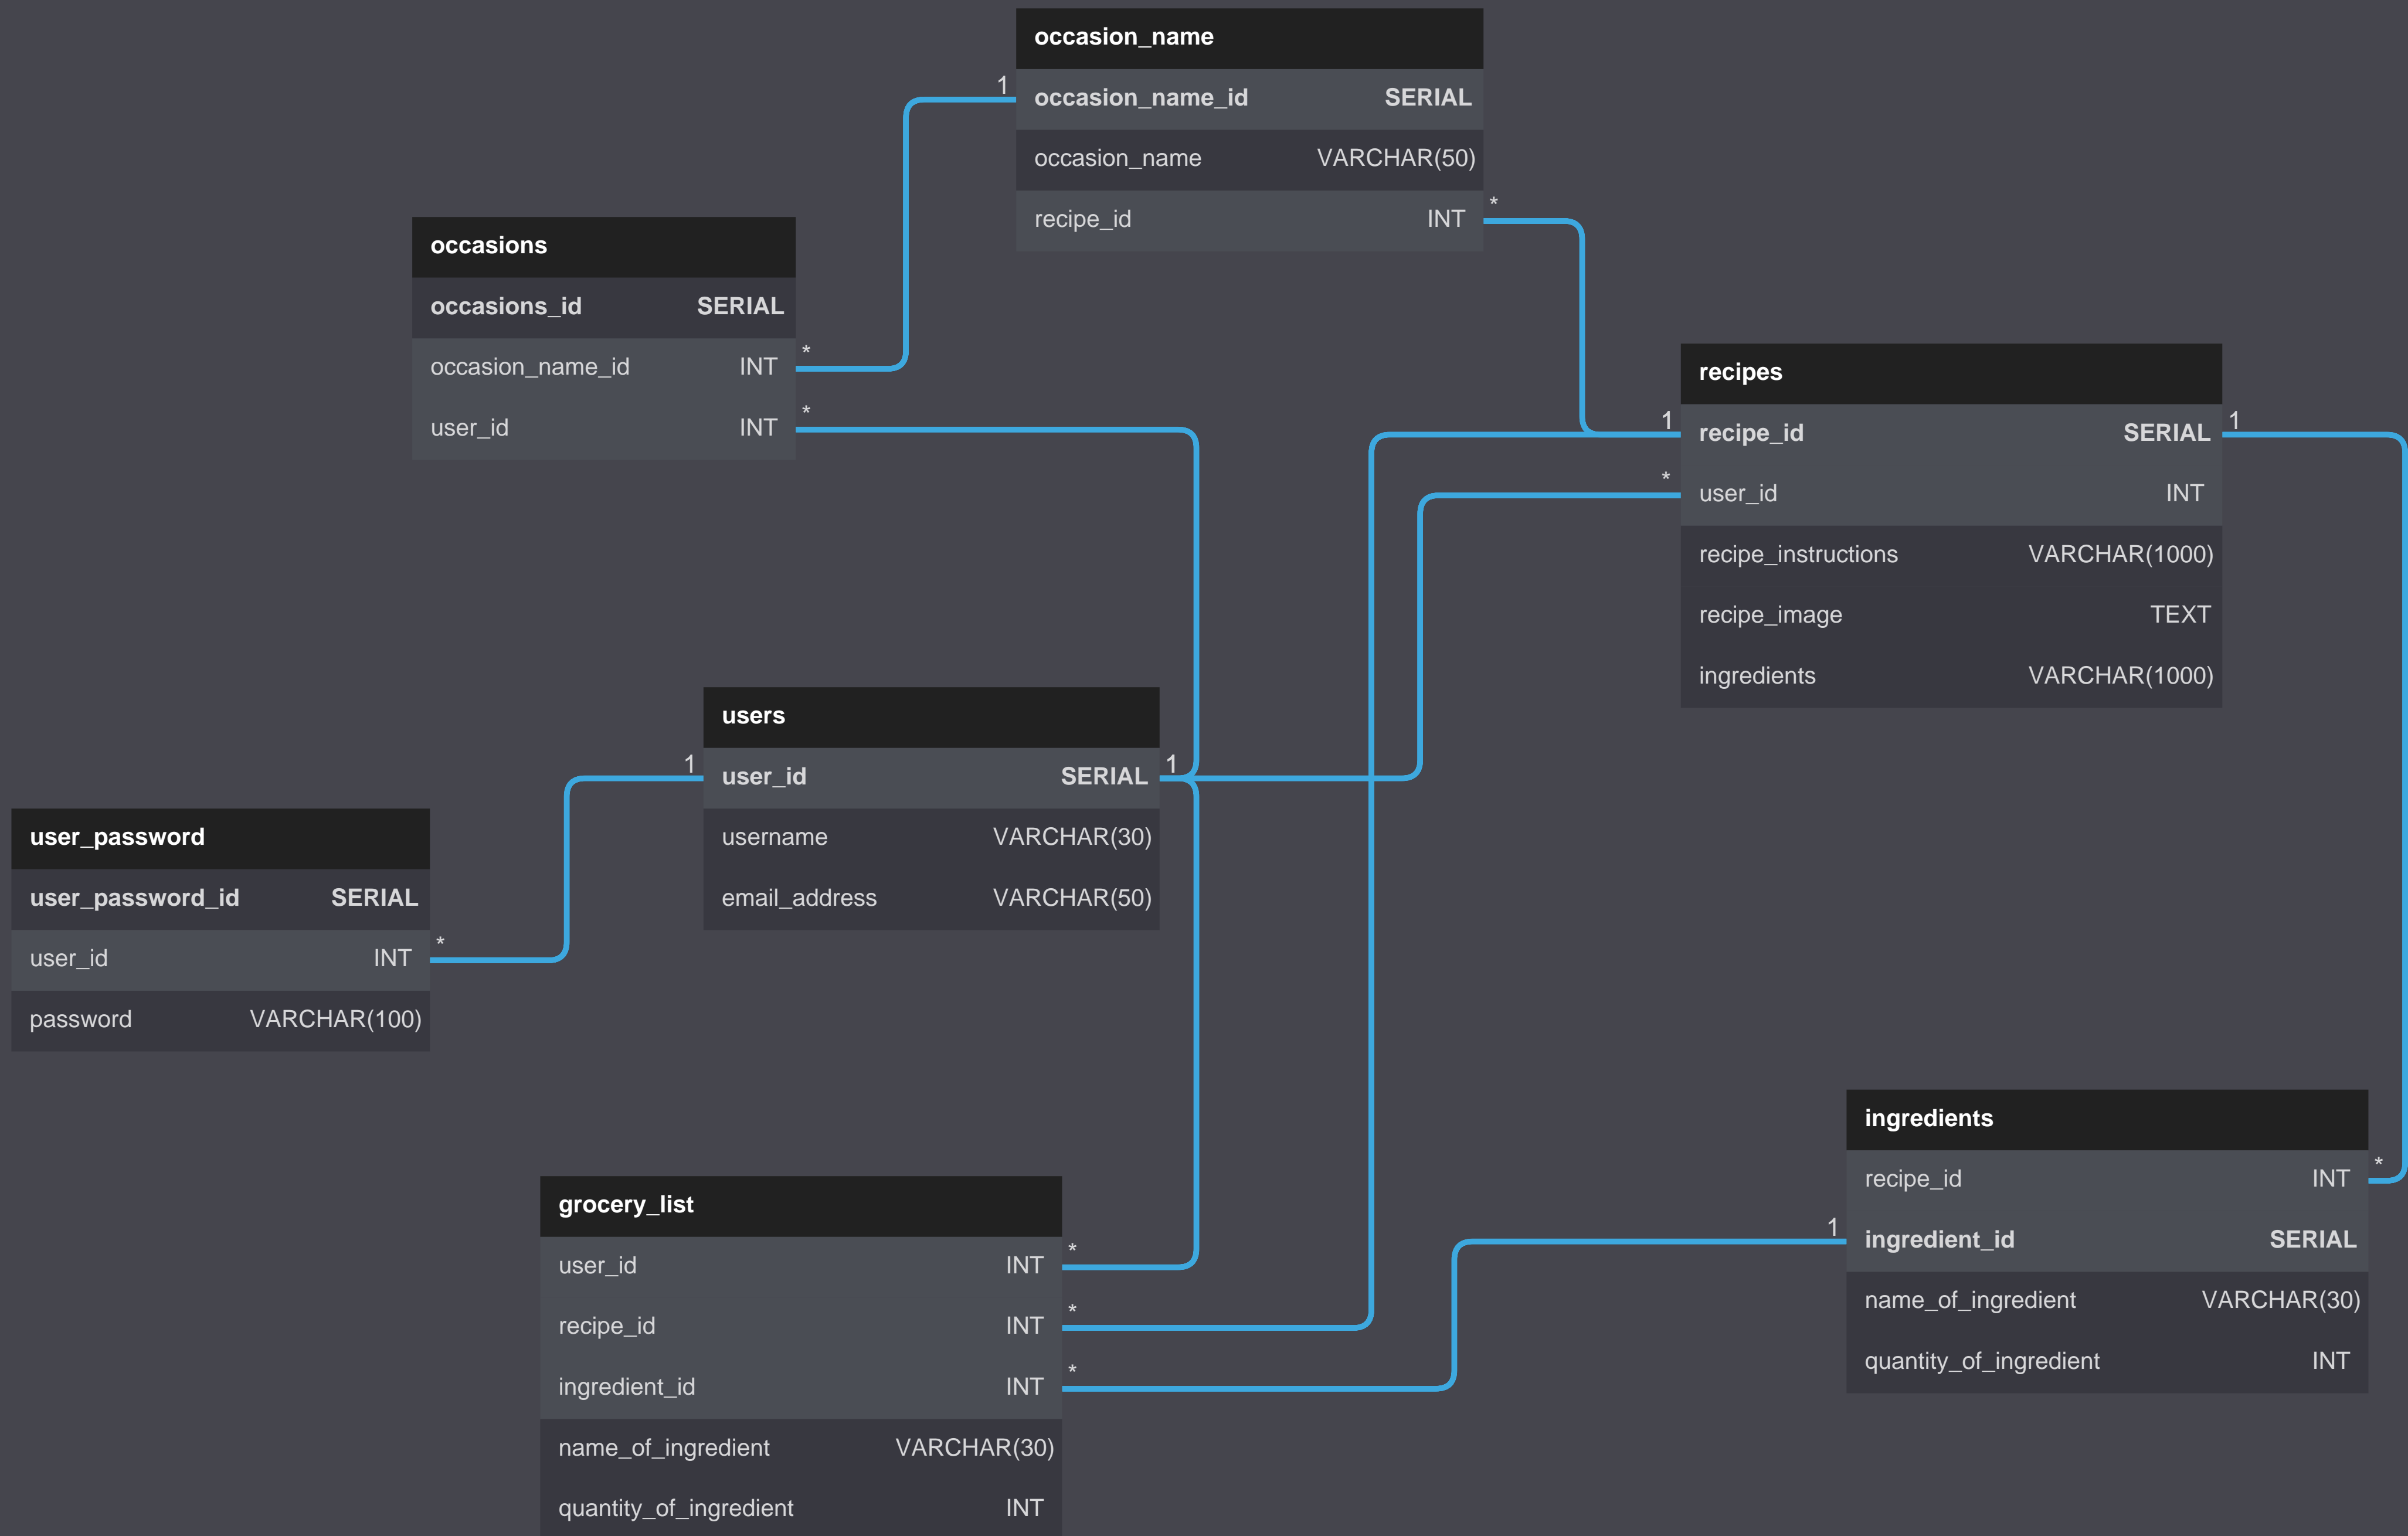 occasion_name
1
occasion_name_id SERIAL
occasion_name VARCHAR(50)
recipe_id INT *
occasions
occasions_id SERIAL
occasion_name_id INT *
user_id INT *
recipes
1 recipe_id SERIAL 1
* user_id INT
recipe_instructions VARCHAR(1000)
recipe_image TEXT
ingredients VARCHAR(1000)
users
1 user_id SERIAL 1
username VARCHAR(30)
email_address VARCHAR(50)
user_password
user_password_id SERIAL
user_id INT *
password VARCHAR(100)
ingredients
recipe_id INT *
1 ingredient_id SERIAL
name_of_ingredient VARCHAR(30)
quantity_of_ingredient INT
grocery_list
user_id INT *
recipe_id INT *
ingredient_id INT *
name_of_ingredient VARCHAR(30)
quantity_of_ingredient INT